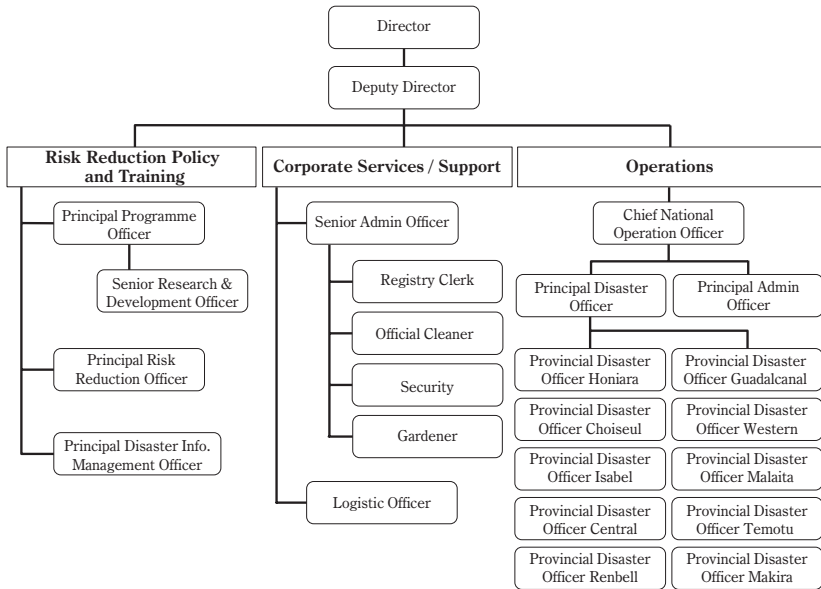 Director
Deputy Director
Risk Reduction Policy
and Training
Principal Programme
Officer
Senior Research &
Development Officer
Principal Risk
Reduction Officer
Principal Disaster Info.
Management Officer
Corporate Services / Support
Senior Admin Officer
Registry Clerk
Official Cleaner
Security
Gardener
Logistic Officer
Operations
Chief National
Operation Officer
Principal Disaster
Officer
Principal Admin
Officer
Provincial Disaster
Officer Honiara
Provincial Disaster
Officer Guadalcanal
Provincial Disaster
Officer Choiseul
Provincial Disaster
Officer Western
Provincial Disaster
Officer Isabel
Provincial Disaster
Officer Malaita
Provincial Disaster
Officer Central
Provincial Disaster
Officer Temotu
Provincial Disaster
Officer Renbell
Provincial Disaster
Officer Makira